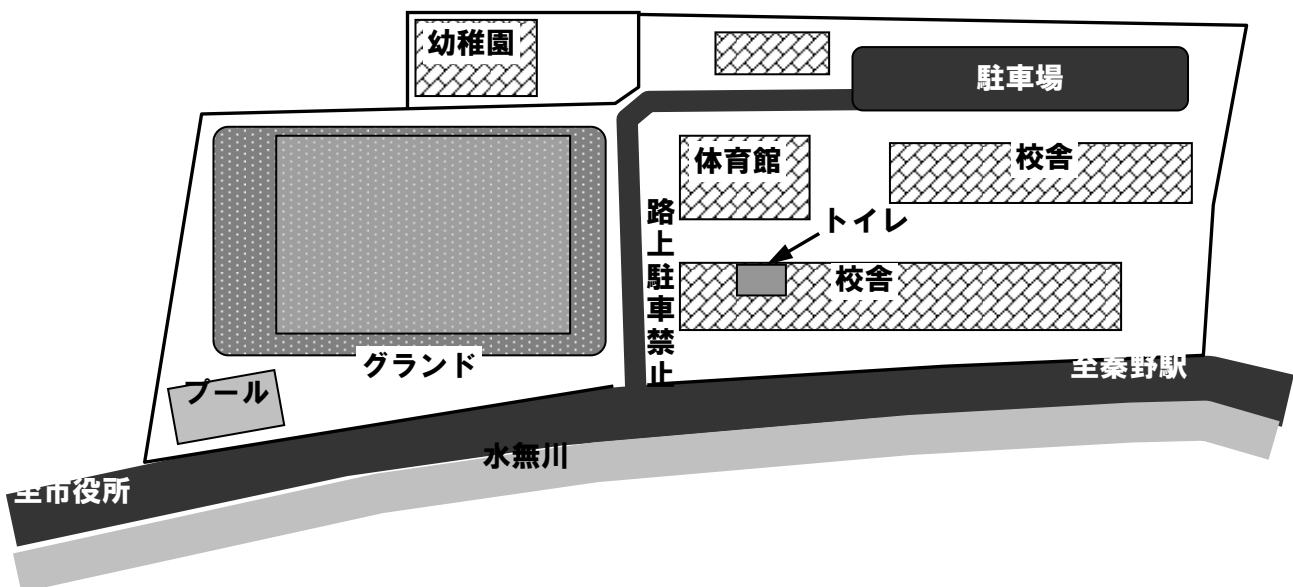 幼稚園
駐車場
体育館
校舎
トイレ
路上駐車禁止
校舎
グランド
至秦野駅
プール
水無川
至市役所